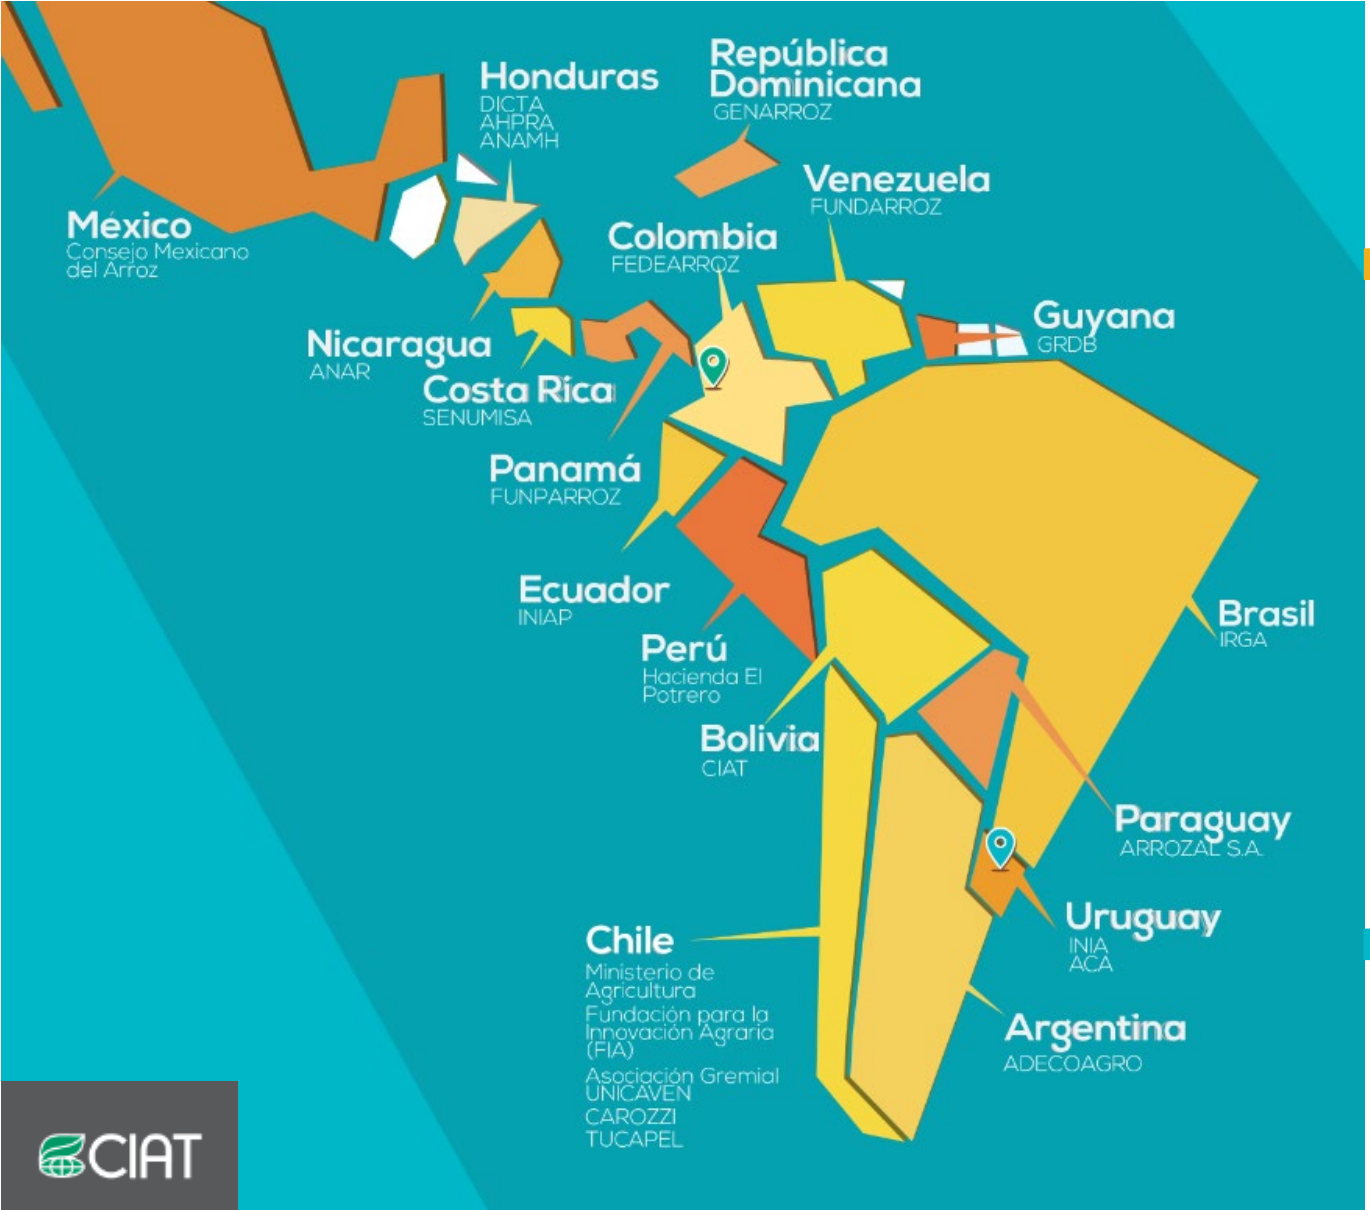 República
Dominicana
GENARROZ
Honduras
DICTA
AHPRA
ANAMH
Venezuela
FUNDARROZ
México
Consejo Mexicano
del Arroz
Colombia
FEDEARROZ
Guyana
GRDB
Nicaragua
ANAR
Costa Rica
SENUMISA
Panamá
FUNPARROZ
Ecuador
INIAP
Brasil
IRGA
Perú
Hacienda El
Potrero
Bolivia
CIAT
Paraguay
ARROZAL S.A.
Uruguay
INIA
ACA
Chile
Ministerio de
Agricultura
Fundación para la
Innovación Agraria
(FIA)
Asociación Gremial
UNICAVEN
CAROZZI
TUCAPEL
Argentina
ADECOAGRO
CIAT